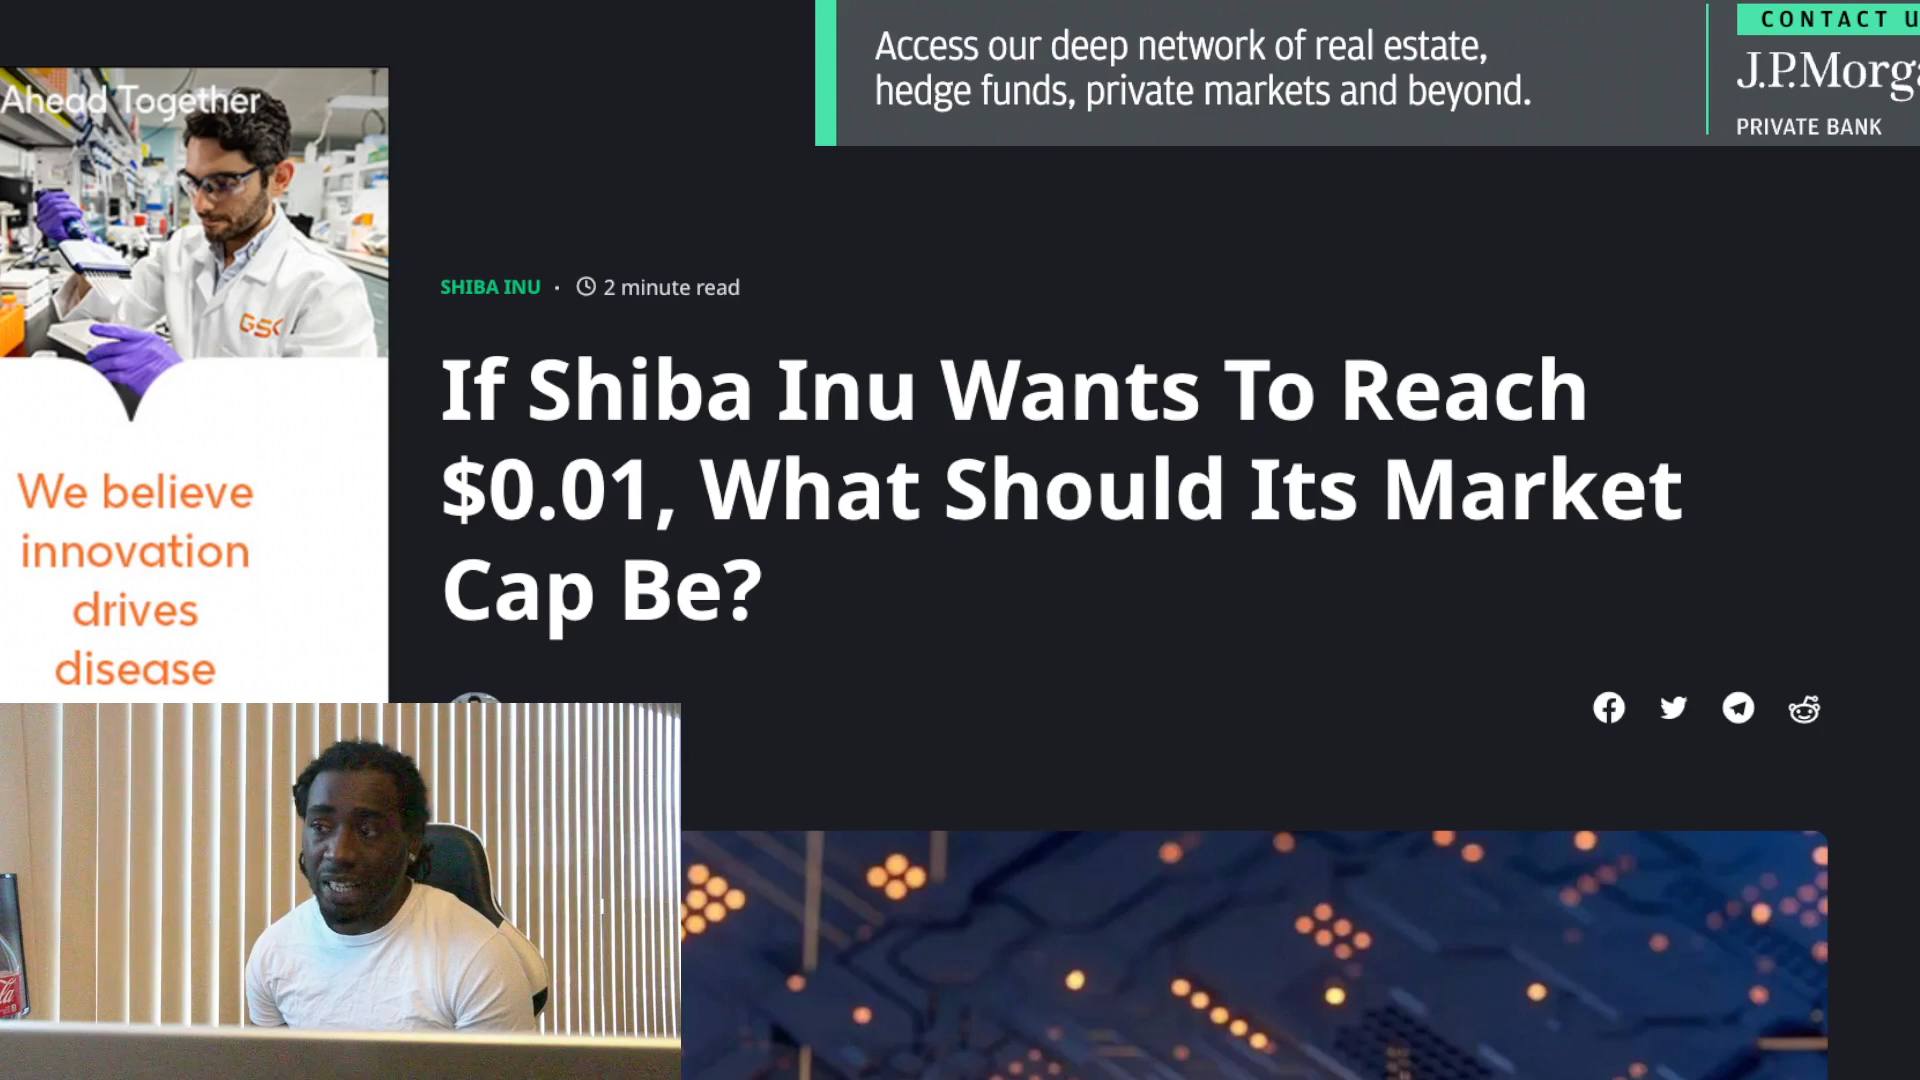 Access our deep network of real estate,
hedge funds, private markets and beyond.
CONTACT
J.P.Morg
PRIVATE BANK
Ahead Together
GSK
We believe
innovation
drives
disease
SHIBA INU · 2 minute read
If Shiba Inu Wants To Reach
$0.01, What Should Its Market
Cap Be?